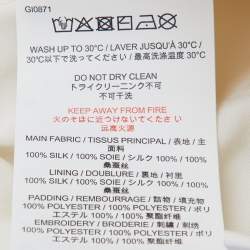 GI0871
WASH UP TO 30°C / LAVER JUSQU'À 30°C /
30°C以下で洗ってください / 最高洗滌溫度 30°C
DO NOT DRY CLEAN
ドライクリーニング不可
不可干洗
KEEP AWAY FROM FIRE
火のそばに近づけないてください
远离火源
MAIN FABRIC / TISSUS PRINCIPAL / 表地 / 主
面料
100% SILK / 100% SOIE / シルク 100% / 100%
桑蚕丝
LINING / DOUBLURE / 裏地 / 衬里
100% SILK / 100% SOIE / シルク 100% / 100%
桑蚕丝
PADDING / REMBOURRAGE / 詰物 / 填充物
100% POLYESTER / 100% POLYESTER / ポリ
エステル 100% / 100% 聚酯纤维
EMBROIDERY / BRODERIE / 刺繍 / 刺绣
100% POLYESTER / 100% POLYESTER / ポリ
エステル 100% / 100% 聚酯纤维